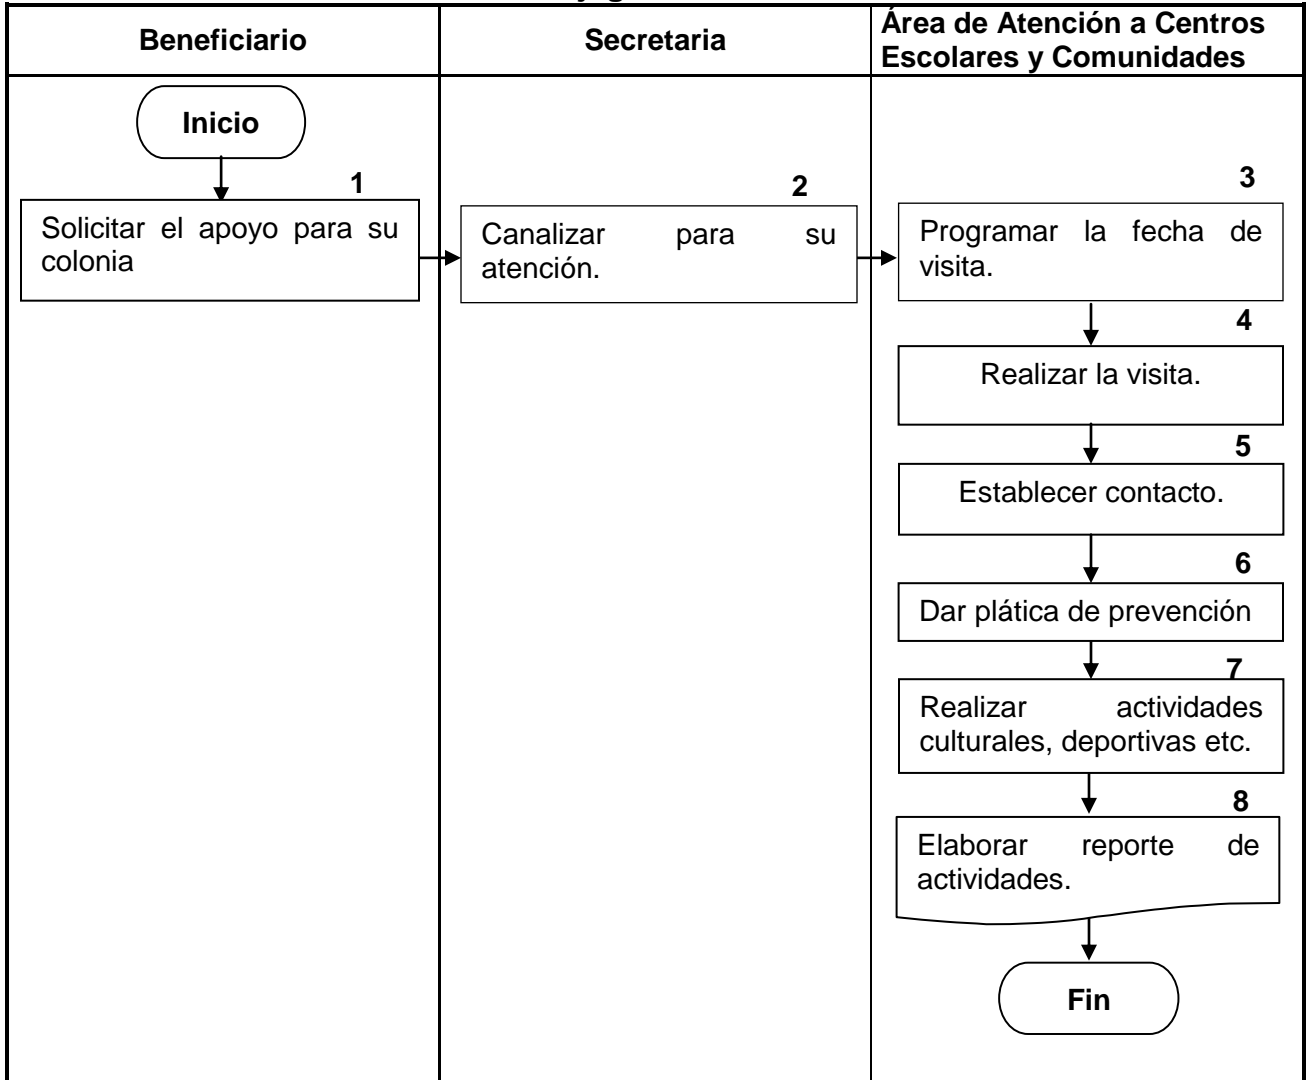 Beneficiario
Secretaria
Área de Atención a Centros
Escolares y Comunidades
Inicio
1
Solicitar el apoyo para su
colonia
2
Canalizar para su
atención.
3
Programar la fecha de
visita.
4
Realizar la visita.
5
Establecer contacto.
6
Dar plática de prevención
7
Realizar actividades
culturales, deportivas etc.
8
Elaborar reporte de
actividades.
Fin